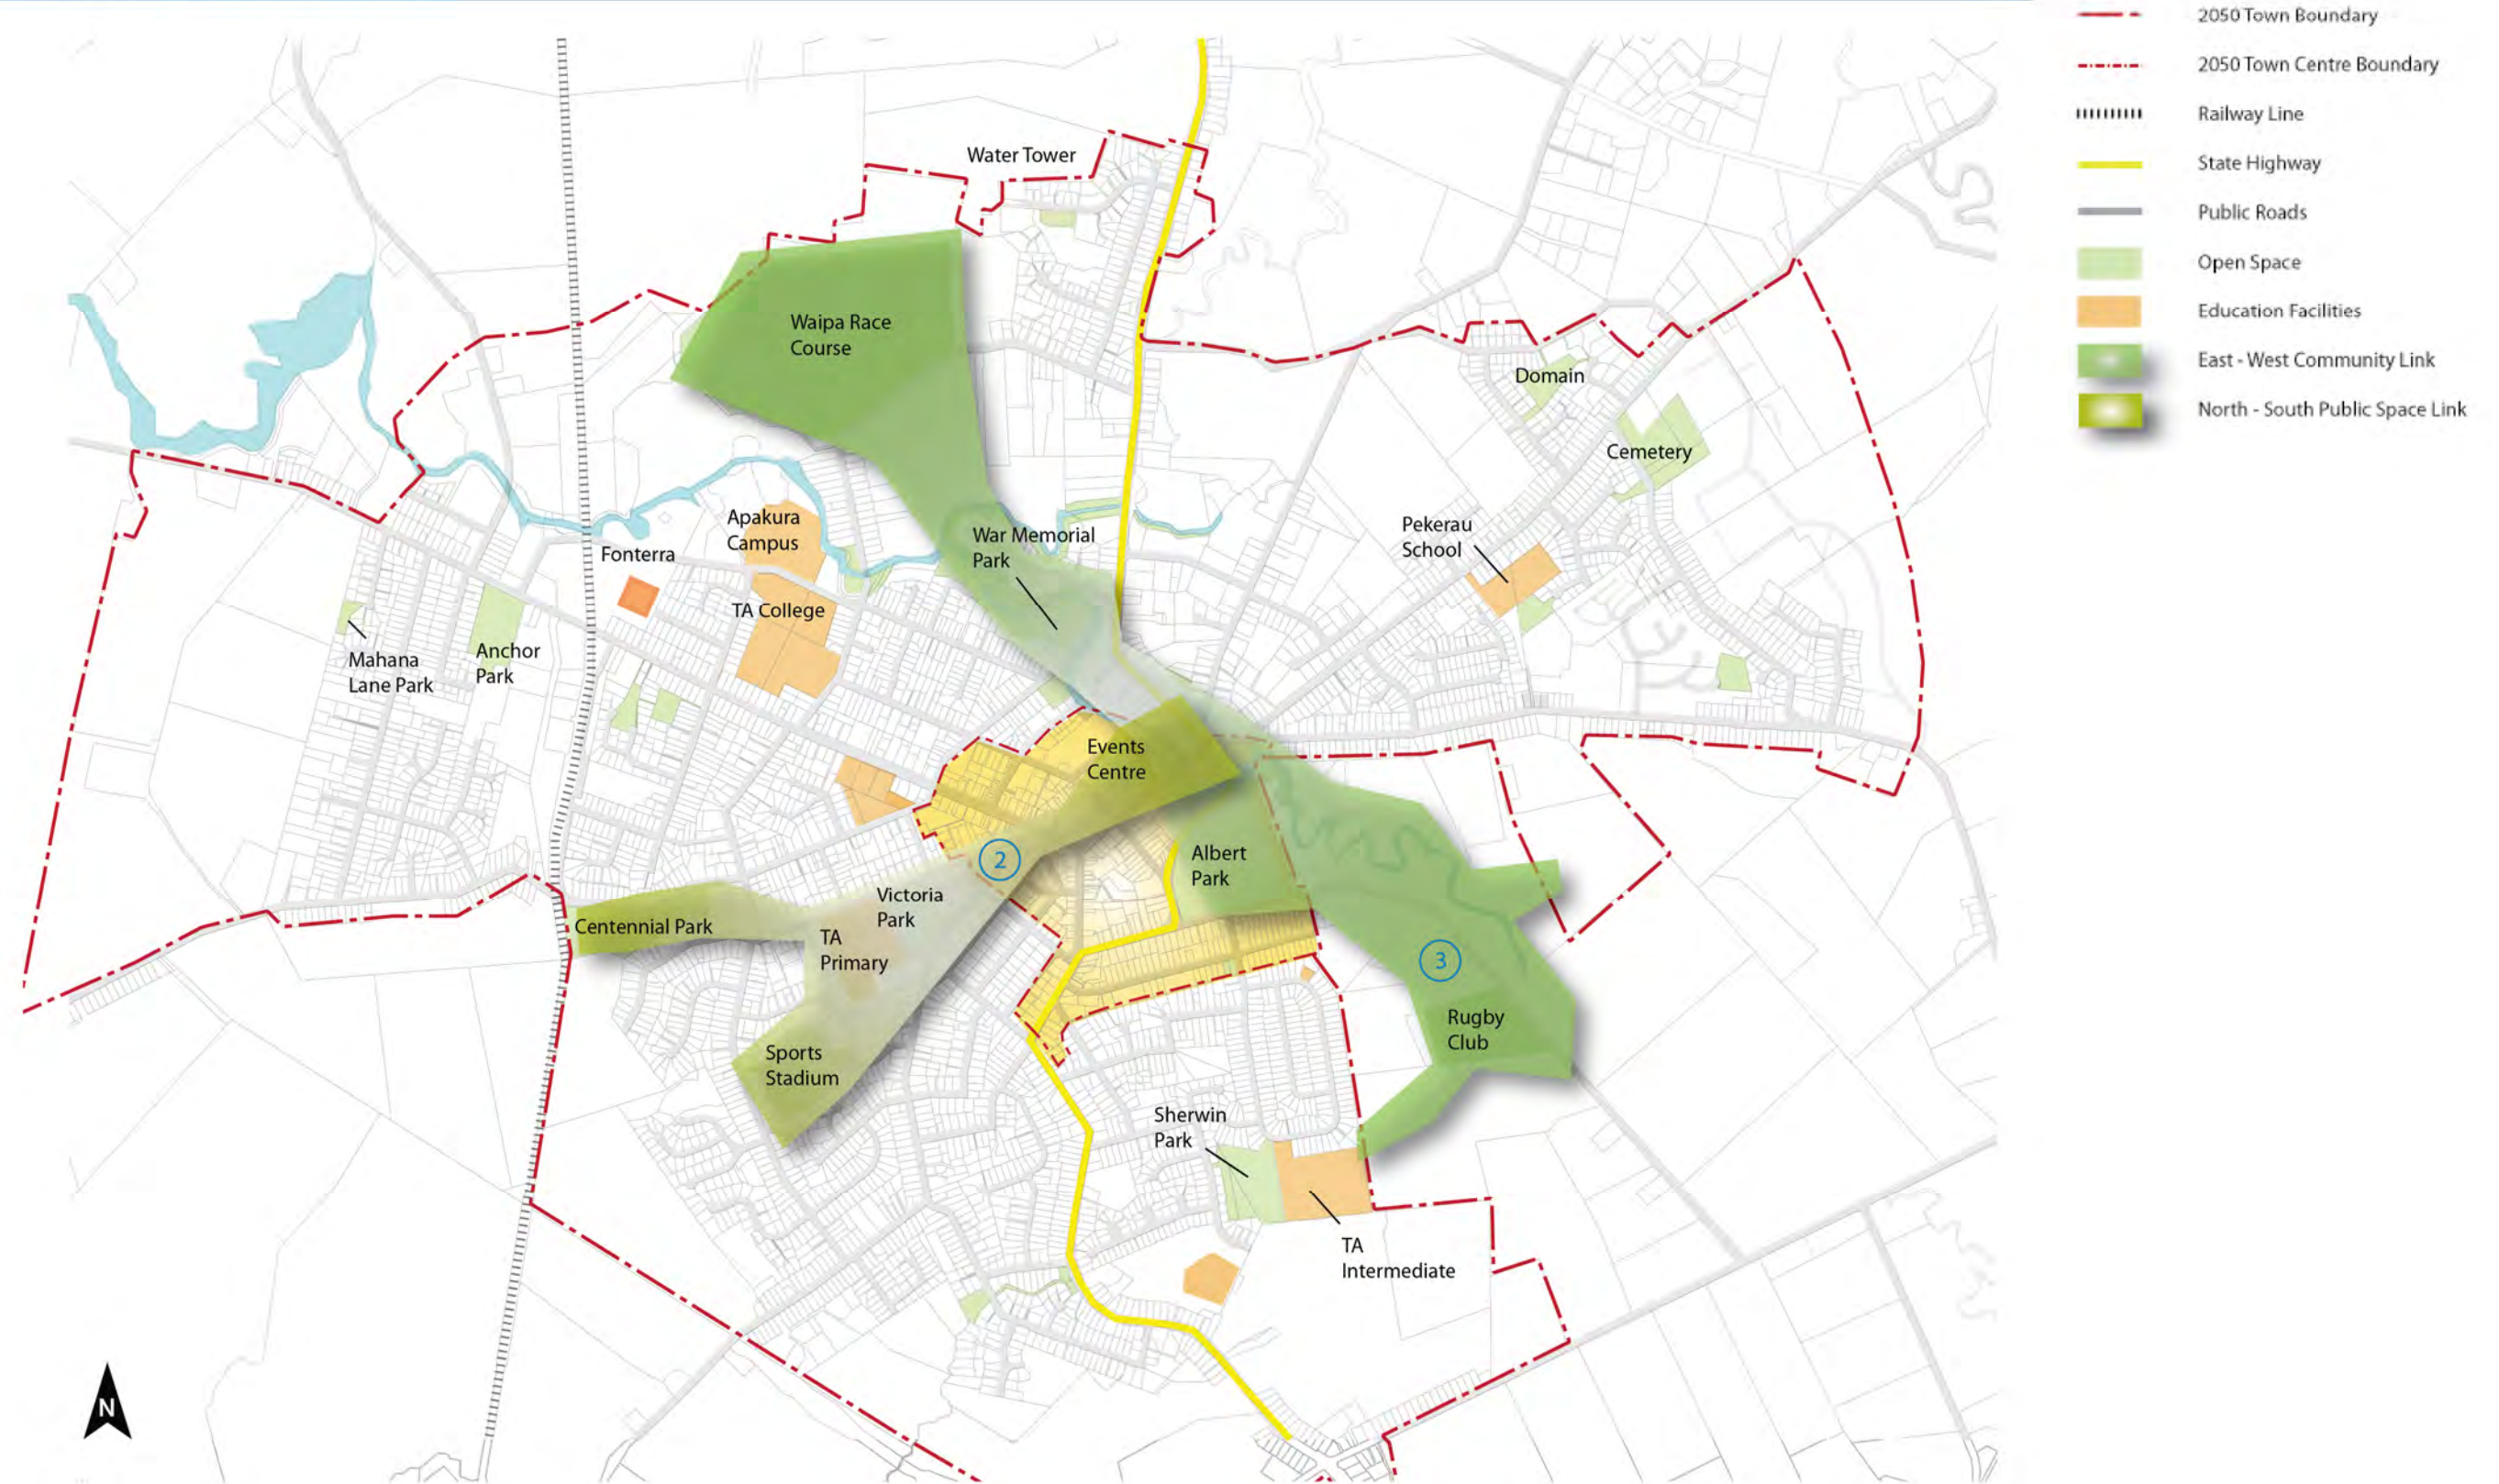 2050 Town Boundary
2050 Town Centre Boundary
Railway Line
State Highway
Public Roads
Open Space
Education Facilities
East - West Community Link
North - South Public Space Link
Water Tower
Waipa Race
Course
Domain
Cemetery
Apakura
Campus
Fonterra
War Memorial
Park
Pekerau
School
TA College
Mahana
Lane Park
Anchor
Park
Events
Centre
2
Albert
Park
Victoria
Park
Centennial Park
TA
Primary
3
Rugby
Club
Sports
Stadium
Sherwin
Park
TA
Intermediate
N